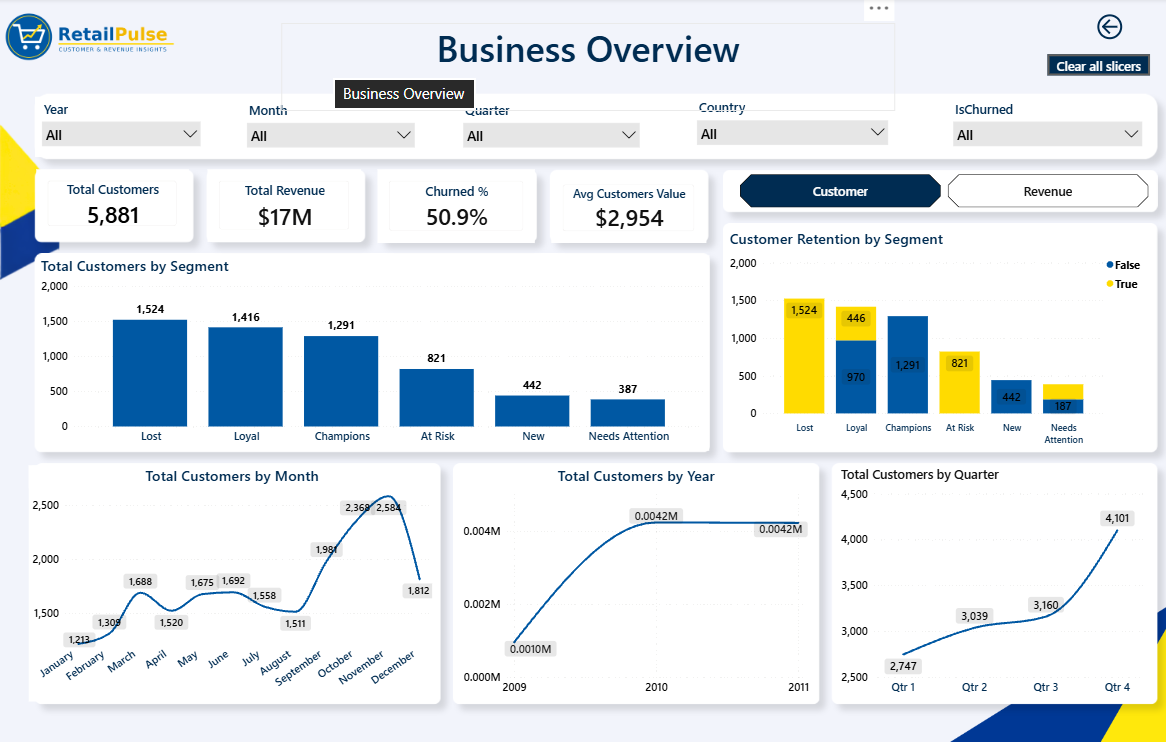 RetailPulse
CUSTOMER & REVENUE INSIGHTS
Business Overview
Clear all slicers
Business Overview
Year
Month
Quarter
Country
IsChurned
All
All
All
All
All
Total Customers
5,881
Total Revenue
$17M
Churned %
50.9%
Avg Customers Value
$2,954
Customer
Revenue
Total Customers by Segment
2,000
1,500
1,000
500
0
1,524
1,416
1,291
821
442
387
Lost
Loyal
Champions
At Risk
New
Needs Attention
Customer Retention by Segment
False
True
2,000
1,500
1,000
500
0
1,524
446
970
1,291
821
442
187
Lost
Loyal
Champions
At Risk
New
Needs
Attention
Total Customers by Month
2,500
2,000
1,500
1,213
1,309
1,688
1,520
1,675
1,692
1,558
1,511
1,981
2,368
2,584
1,812
January
February
March
April
May
June
July
August
September
October
November
December
Total Customers by Year
0.004M
0.002M
0.000M
0.0010M
0.0042M
0.0042M
2009
2010
2011
Total Customers by Quarter
4,500
4,000
3,500
3,000
2,500
2,747
3,039
3,160
4,101
Qtr 1
Qtr 2
Qtr 3
Qtr 4